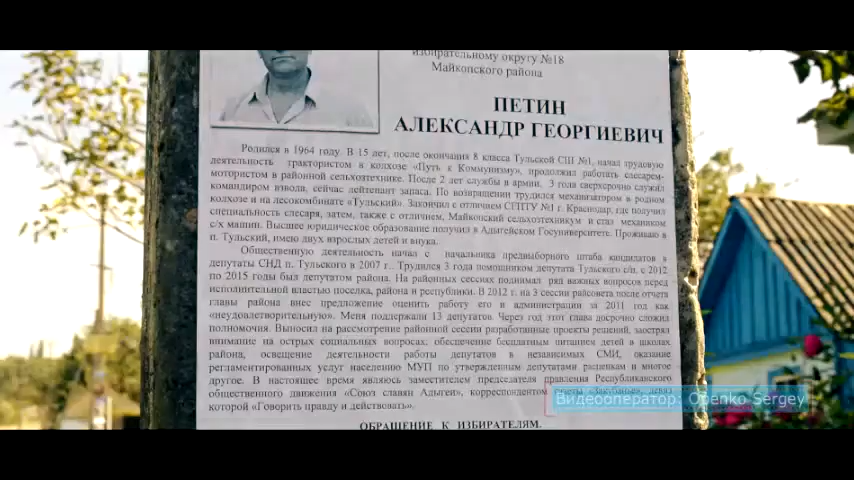 избирательному округу №18
Майкопского района
ПЕТИН
АЛЕКСАНДР ГЕОРГИЕВИЧ
Родился в 1964 году. В 15 лет, после окончания 8 класса Тульской СШ №1, начал трудовую
деятельность трактористом в колхозе «Путь к Коммунизму», продолжил работать слесарем-
мотористом в районной сельхозтехнике. После 2 лет службы в армии, 3 года сверхсрочно служил
командиром взвода, сейчас лейтенант запаса. По возвращении трудился механизатором в родном
колхозе и на лесокомбинате «Тульский». Закончил с отличием СГПТУ №1 г. Краснодар, где получил
специальность слесаря, затем, также с отличием, Майкопский сельхозтехникум и стал механиком
с/х машин. Высшее юридическое образование получил в Адыгейском Госуниверситете. Проживаю в
п. Тульский, имею двух взрослых детей и внука.
Общественную деятельность начал с начальника предвыборного штаба кандидатов в
депутаты СНД п. Тульского в 2007 г.. Трудился 3 года помощником депутата Тульского с/п, с 2012
по 2015 годы был депутатом района. На районных сессиях поднимал ряд важных вопросов перед
исполнительной властью поселка, района и республики. В 2012 г. на 3 сессии райсовета после отчета
главы района внес предложение оценить работу его и администрации за 2011 год как
«неудовлетворительную». Меня поддержали 13 депутатов. Через год этот глава досрочно сложил
полномочия. Выносил на рассмотрение районной сессии разработанные проекты решений, заострял
внимание на острых социальных вопросах: обеспечение бесплатным питанием детей в школах
района, освещение деятельности работы депутатов в независимых СМИ, оказание
регламентированных услуг населению МУП по утвержденным депутатами расценкам и многое
другое. В настоящее время являюсь заместителем председателя правления Республиканского
общественного движения «Союз славян Адыгеи», корреспондентом газеты «Закубанье», девиз
которой «Говорить правду и действовать».
ОБРАЩЕНИЕ К ИЗБИРАТЕЛЯМ.
Видеооператор: Openko Sergey